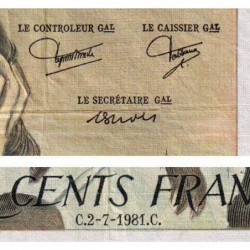 LE CONTROLEUR GAL LE CAISSIER GAL
LE SECRÉTAIRE GAL
CENTS FRAN
C.2-7-1981.C.